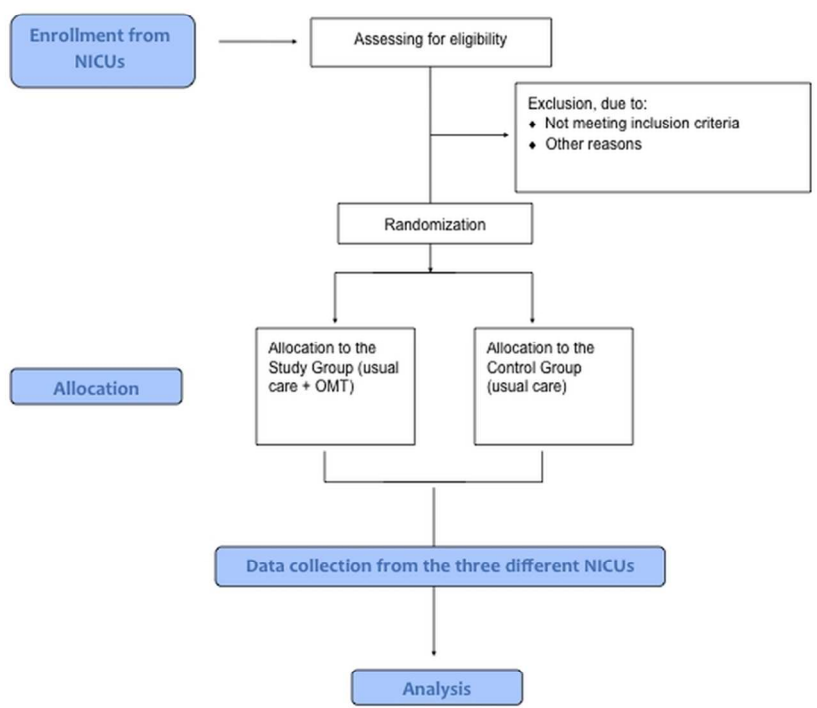 Enrollment from
NICUs
Assessing for eligibility
Exclusion, due to:
♦ Not meeting inclusion criteria
♦ Other reasons
Randomization
Allocation to the
Study Group (usual
care + OMT)
Allocation to the
Control Group
(usual care)
Allocation
Data collection from the three different NICUs
Analysis